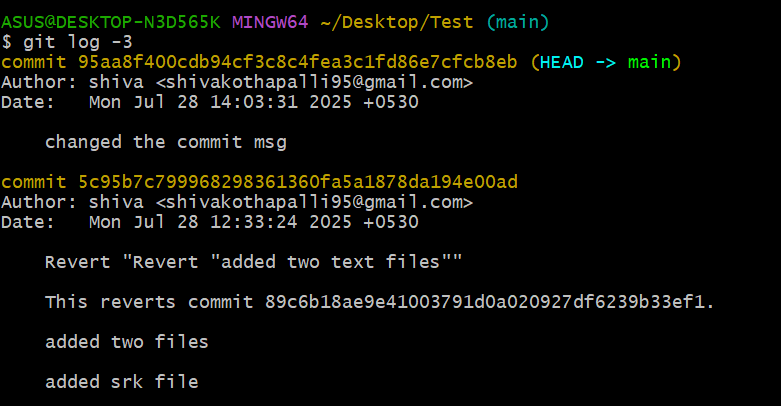 ASUS@DESKTOP-N3D565K MINGW64 ~/Desktop/Test (main)
$ git log -3
commit 95aa8f400cdb94cf3c8c4fea3c1fd86e7cfcb8eb (HEAD -> main)
Author: shiva <shivakothapalli95@gmail.com>
Date:   Mon Jul 28 14:03:31 2025 +0530
changed the commit msg
commit 5c95b7c799968298361360fa5a1878da194e00ad
Author: shiva <shivakothapalli95@gmail.com>
Date:   Mon Jul 28 12:33:24 2025 +0530
Revert "Revert "added two text files""
This reverts commit 89c6b18ae9e41003791d0a020927df6239b33ef1.
added two files
added srk file